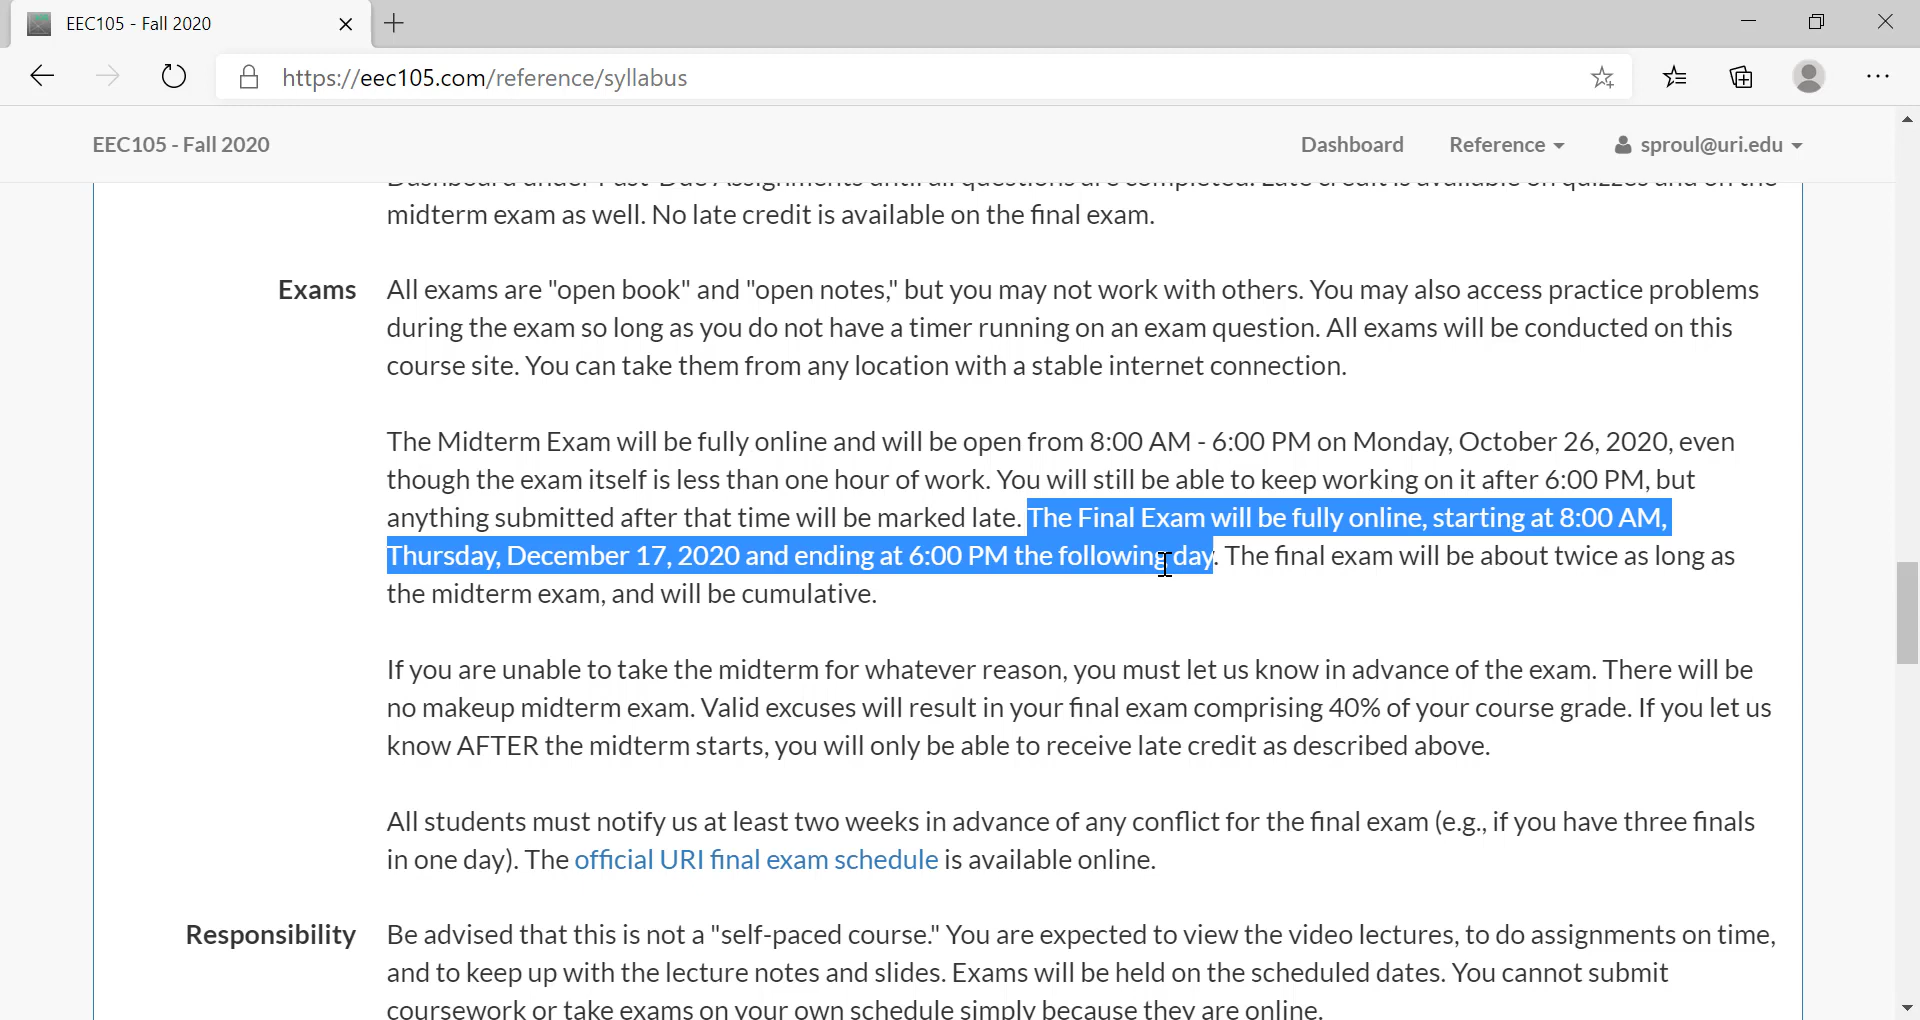 EEC105 - Fall 2020
https://eec105.com/reference/syllabus
EEC105 - Fall 2020
Dashboard
Reference
sproul@uri.edu
midterm exam as well. No late credit is available on the final exam.
Exams
All exams are "open book" and "open notes," but you may not work with others. You may also access practice problems
during the exam so long as you do not have a timer running on an exam question. All exams will be conducted on this
course site. You can take them from any location with a stable internet connection.
The Midterm Exam will be fully online and will be open from 8:00 AM - 6:00 PM on Monday, October 26, 2020, even
though the exam itself is less than one hour of work. You will still be able to keep working on it after 6:00 PM, but
anything submitted after that time will be marked late. The Final Exam will be fully online, starting at 8:00 AM,
Thursday, December 17, 2020 and ending at 6:00 PM the following day. The final exam will be about twice as long as
the midterm exam, and will be cumulative.
If you are unable to take the midterm for whatever reason, you must let us know in advance of the exam. There will be
no makeup midterm exam. Valid excuses will result in your final exam comprising 40% of your course grade. If you let us
know AFTER the midterm starts, you will only be able to receive late credit as described above.
All students must notify us at least two weeks in advance of any conflict for the final exam (e.g., if you have three finals
in one day). The official URI final exam schedule is available online.
Responsibility
Be advised that this is not a "self-paced course." You are expected to view the video lectures, to do assignments on time,
and to keep up with the lecture notes and slides. Exams will be held on the scheduled dates. You cannot submit
coursework or take exams on your own schedule simply because they are online.